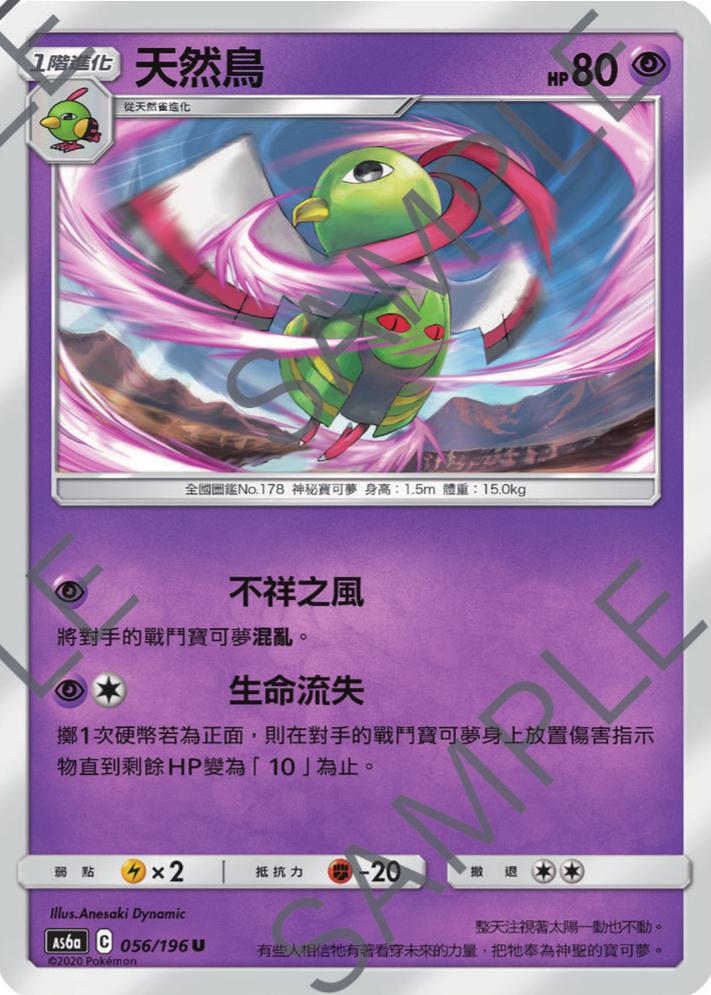 1階進化 天然鳥 HP80
從天然雀進化
全國圖鑑No.178 神秘寶可夢 身高：1.5m 體重：15.0kg
不祥之風
將對手的戰鬥寶可夢混亂。
生命流失
擲1次硬幣若為正面，則在對手的戰鬥寶可夢身上放置傷害指示
物直到剩餘HP變為「10」為止。
弱點 ×2 抵抗力 -20 撤退
Illus.Anesaki Dynamic
AS6a C 056/196 U
©2020 Pokémon
整天注視著太陽一動也不動。
有些人相信牠有著看穿未來的力量，把牠奉為神聖的寶可夢。
SAMPLE
SAMPLE